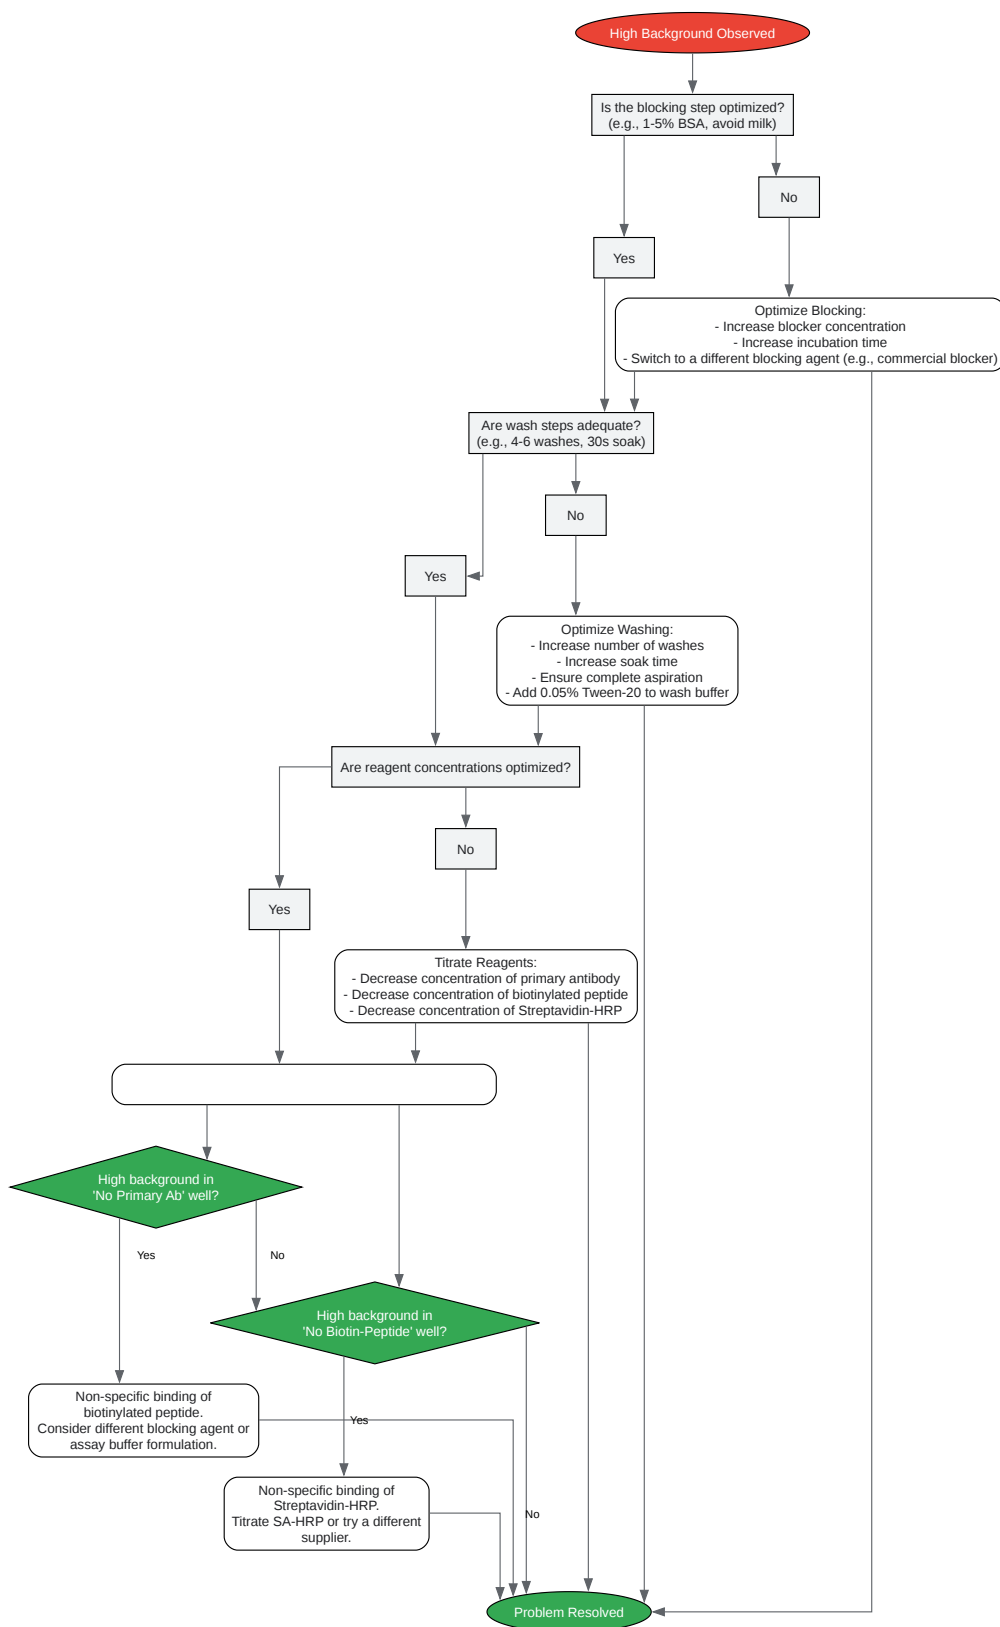 High Background Observed
Is the blocking step optimized?
(e.g., 1-5% BSA, avoid milk)
No
Yes
Optimize Blocking:
- Increase blocker concentration
- Increase incubation time
- Switch to a different blocking agent (e.g., commercial blocker)
Are wash steps adequate?
(e.g., 4-6 washes, 30s soak)
No
Yes
Optimize Washing:
- Increase number of washes
- Increase soak time
- Ensure complete aspiration
- Add 0.05% Tween-20 to wash buffer
Are reagent concentrations optimized?
No
Yes
Titrate Reagents:
- Decrease concentration of primary antibody
- Decrease concentration of biotinylated peptide
- Decrease concentration of Streptavidin-HRP
High background in
'No Primary Ab' well?
Yes
No
High background in
'No Biotin-Peptide' well?
Non-specific binding of
biotinylated peptide.
Consider different blocking agent or
assay buffer formulation.
Yes
Non-specific binding of
Streptavidin-HRP.
Titrate SA-HRP or try a different
supplier.
No
Problem Resolved